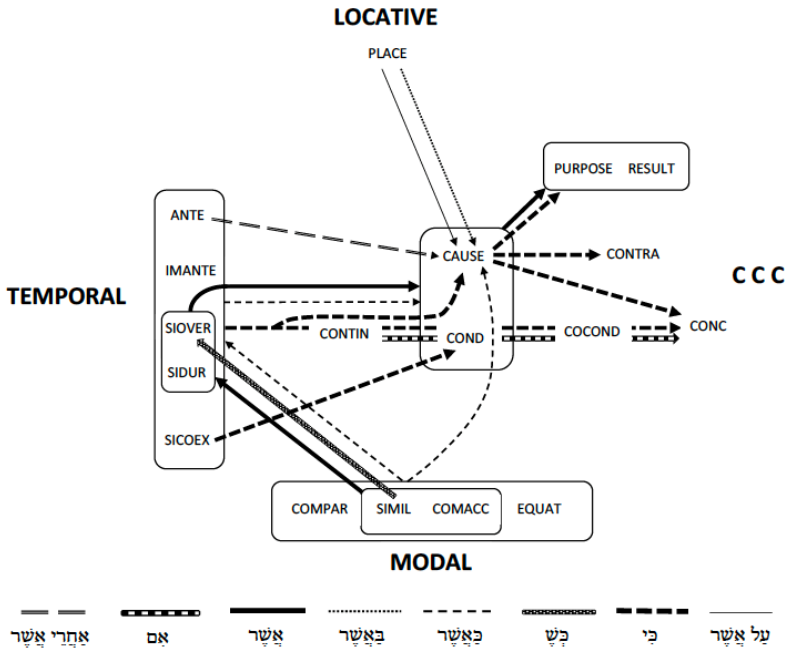 LOCATIVE
PLACE
PURPOSE RESULT
ANTE
CAUSE
CONTRA
IMANTE
TEMPORAL
C C C
SIOVER
CONTIN
COND
COCOND
CONC
SIDUR
SICOEX
COMPAR SIMIL COMACC EQUAT
MODAL
אַחֲרֵי אֲשֶׁר
אִם
אֲשֶׁר
בַּאֲשֶׁר
כַּאֲשֶׁר
כְּשֶׁ
כִּי
עַל אֲשֶׁר